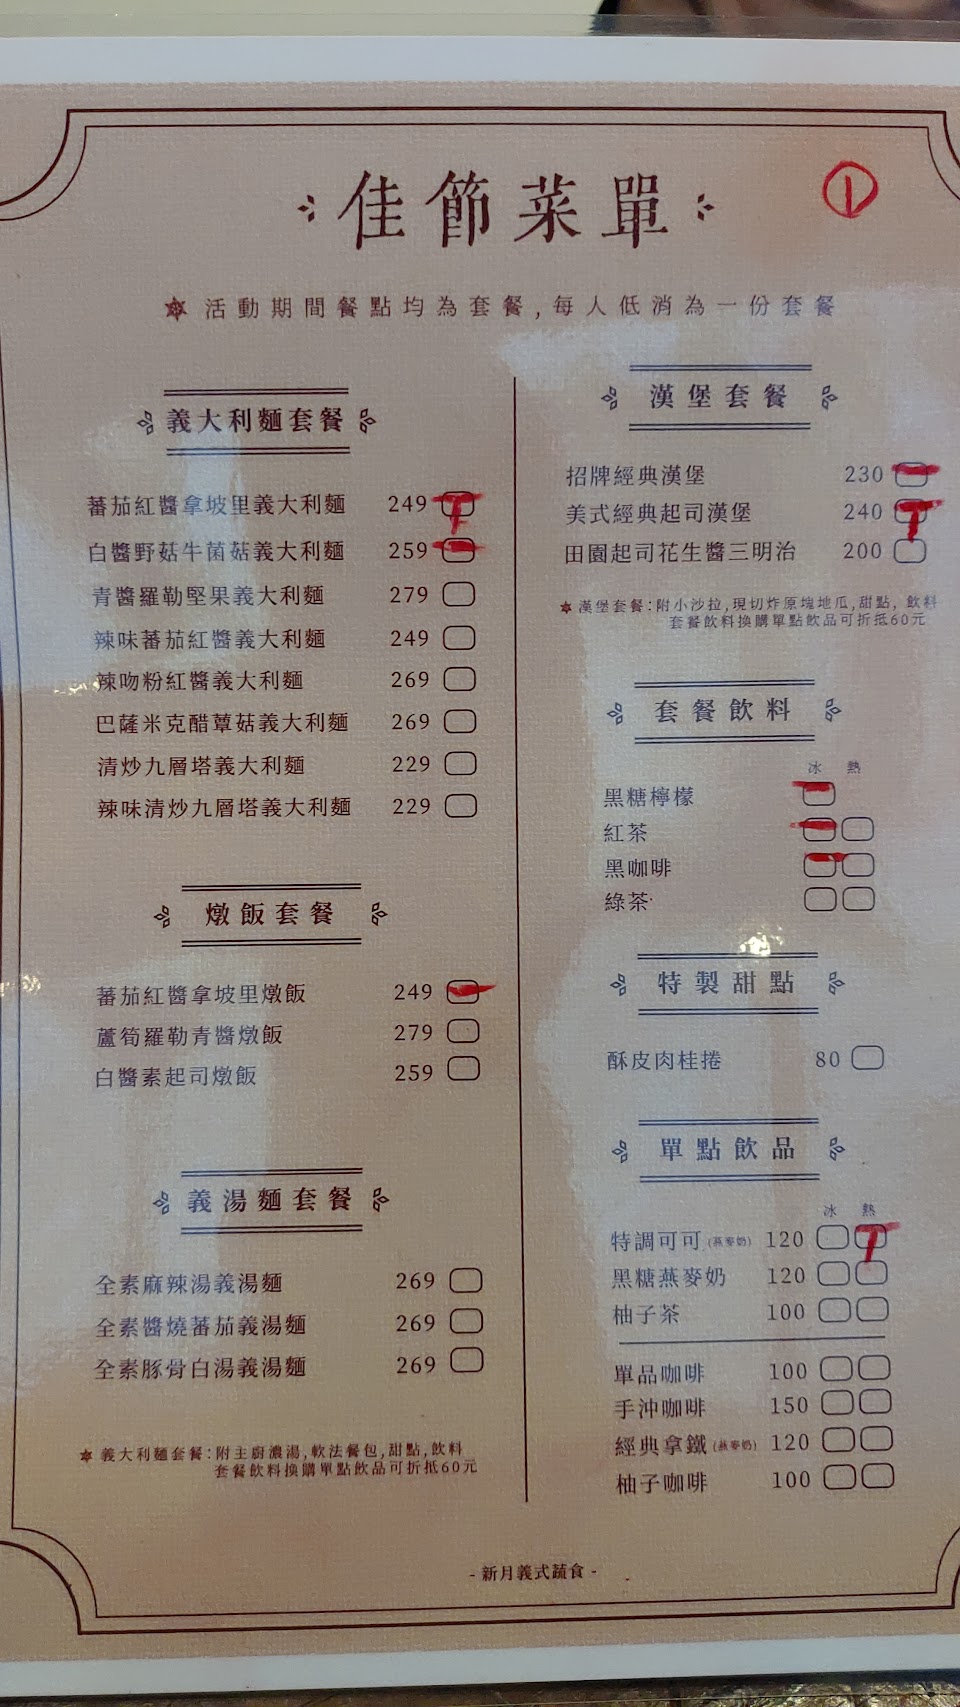 佳節菜單
①
活動期間餐點均為套餐,每人低消為一份套餐
義大利麵套餐
蕃茄紅醬拿坡里義大利麵 249
白醬野菇牛菌菇義大利麵 259
青醬羅勒堅果義大利麵 279
辣味蕃茄紅醬義大利麵 249
辣吻粉紅醬義大利麵 269
巴薩米克醋蕈菇義大利麵 269
清炒九層塔義大利麵 229
辣味清炒九層塔義大利麵 229
燉飯套餐
蕃茄紅醬拿坡里燉飯 249
蘆筍羅勒青醬燉飯 279
白醬素起司燉飯 259
義湯麵套餐
全素麻辣湯義湯麵 269
全素醬燒蕃茄義湯麵 269
全素豚骨白湯義湯麵 269
義大利麵套餐:附主廚濃湯,軟法餐包,甜點,飲料
套餐飲料換購單點飲品可折抵60元
漢堡套餐
招牌經典漢堡 230
美式經典起司漢堡 240
田園起司花生醬三明治 200
漢堡套餐:附小沙拉,現切炸原塊地瓜,甜點,飲料
套餐飲料換購單點飲品可折抵60元
套餐飲料
冰 熱
黑糖檸檬
紅茶
黑咖啡
綠茶
特製甜點
酥皮肉桂捲 80
單點飲品
冰 熱
特調可可(燕麥奶) 120
黑糖燕麥奶 120
柚子茶 100
單品咖啡 100
手沖咖啡 150
經典拿鐵(燕麥奶) 120
柚子咖啡 100
- 新月義式蔬食 -